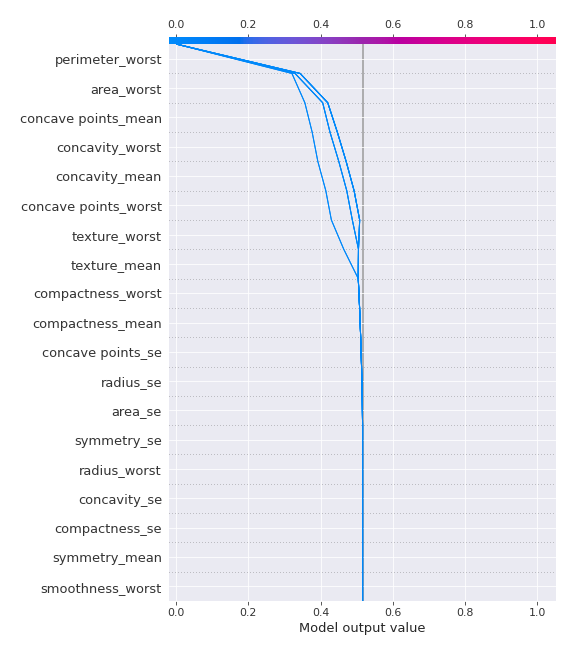 0.0 0.2 0.4 0.6 0.8 1.0
perimeter_worst
area_worst
concave points_mean
concavity_worst
concavity_mean
concave points_worst
texture_worst
texture_mean
compactness_worst
compactness_mean
concave points_se
radius_se
area_se
symmetry_se
radius_worst
concavity_se
compactness_se
symmetry_mean
smoothness_worst
0.0 0.2 0.4 0.6 0.8 1.0
Model output value